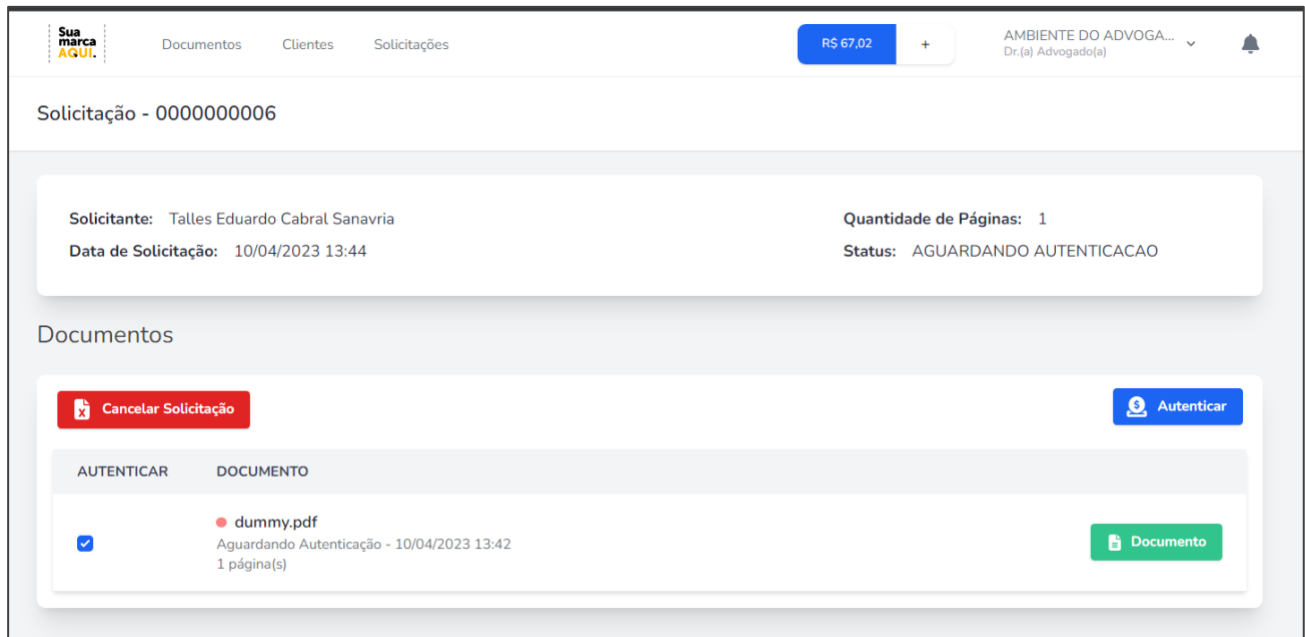 Sua
marca
AQUI.
Documentos Clientes Solicitações R$ 67,02 + AMBIENTE DO ADVOGA...
Dr.(a) Advogado(a)
Solicitação - 0000000006
Solicitante: Talles Eduardo Cabral Sanavria Quantidade de Páginas: 1
Data de Solicitação: 10/04/2023 13:44 Status: AGUARDANDO AUTENTICACAO
Documentos
Cancelar Solicitação Autenticar
AUTENTICAR DOCUMENTO
dummy.pdf
Aguardando Autenticação - 10/04/2023 13:42 Documento
1 página(s)